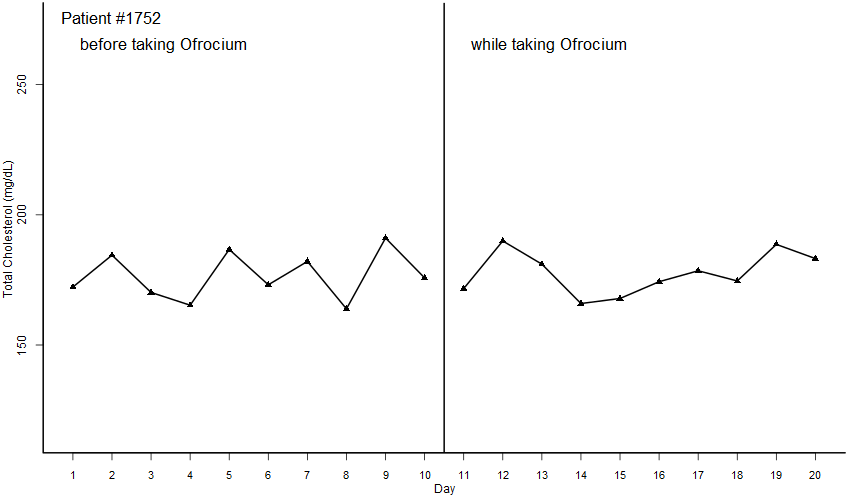 Patient #1752
before taking Ofrocium
while taking Ofrocium
Total Cholesterol (mg/dL)
250
200
150
1 2 3 4 5 6 7 8 9 10 11 12 13 14 15 16 17 18 19 20
Day